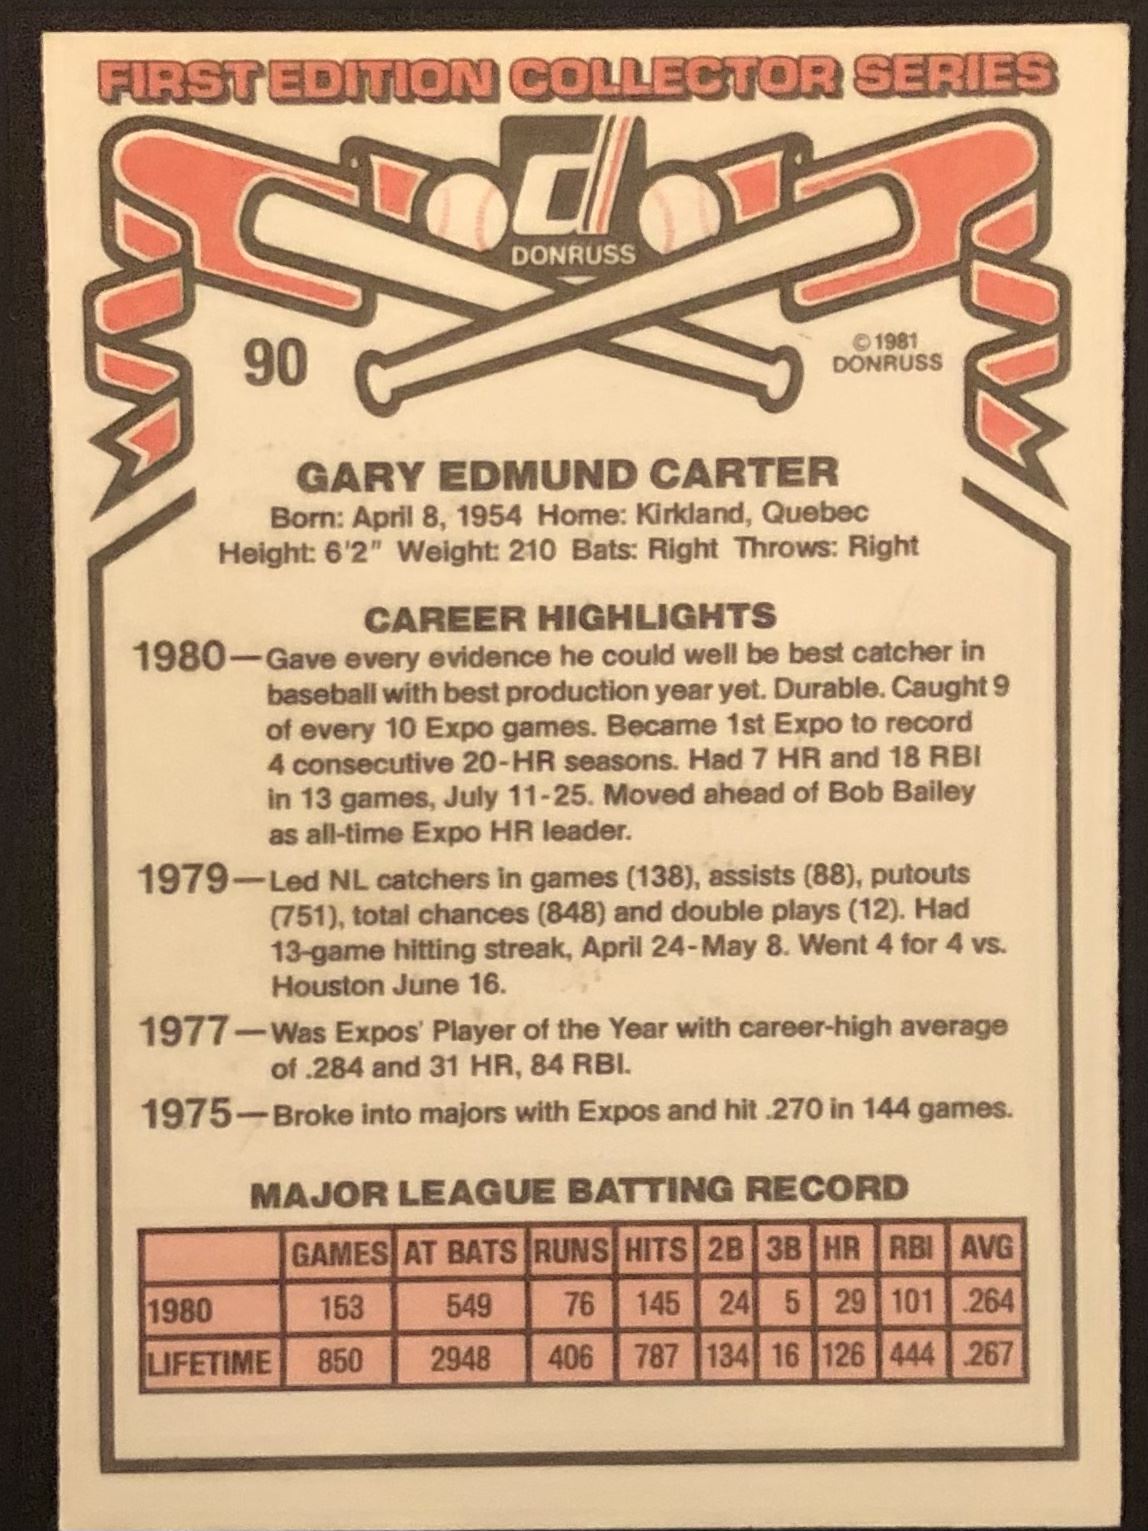 FIRST EDITION COLLECTOR SERIES
d
DONRUSS
90
©1981
DONRUSS
GARY EDMUND CARTER
Born: April 8, 1954 Home: Kirkland, Quebec
Height: 6'2" Weight: 210 Bats: Right Throws: Right
CAREER HIGHLIGHTS
1980—Gave every evidence he could well be best catcher in
baseball with best production year yet. Durable. Caught 9
of every 10 Expo games. Became 1st Expo to record
4 consecutive 20-HR seasons. Had 7 HR and 18 RBI
in 13 games, July 11-25. Moved ahead of Bob Bailey
as all-time Expo HR leader.
1979—Led NL catchers in games (138), assists (88), putouts
(751), total chances (848) and double plays (12). Had
13-game hitting streak, April 24-May 8. Went 4 for 4 vs.
Houston June 16.
1977—Was Expos' Player of the Year with career-high average
of .284 and 31 HR, 84 RBI.
1975—Broke into majors with Expos and hit .270 in 144 games.
MAJOR LEAGUE BATTING RECORD
GAMES AT BATS RUNS HITS 2B 3B HR RBI AVG
1980 153 549 76 145 24 5 29 101 .264
LIFETIME 850 2948 406 787 134 16 126 444 .267